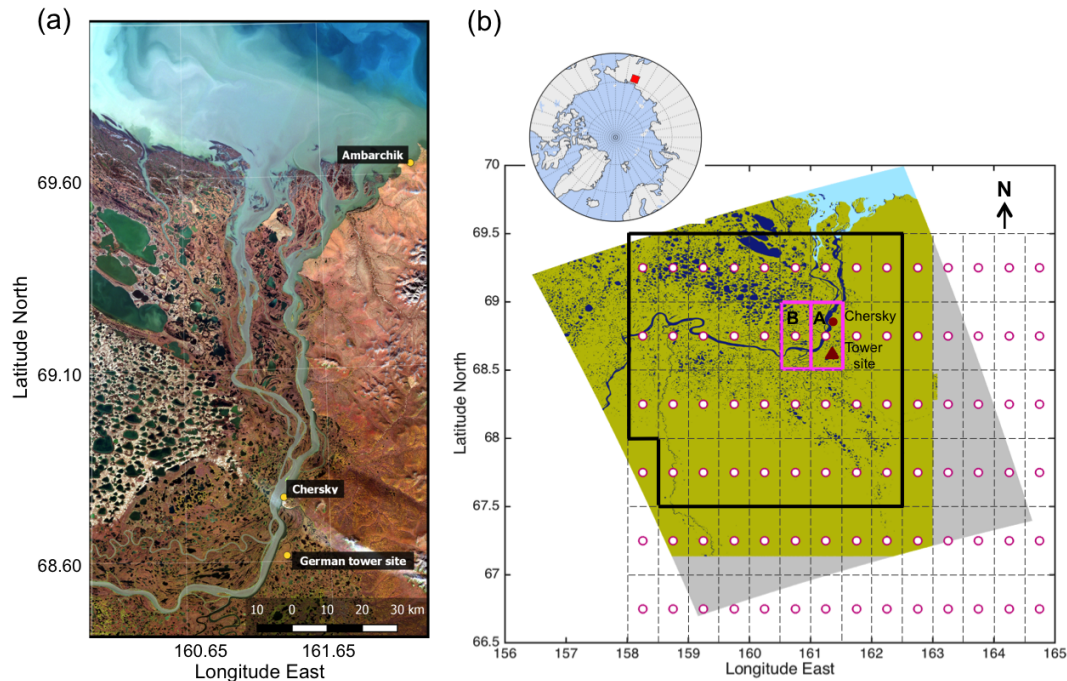 (a)
Ambarchik
69.60
69.10
Chersky
German tower site
68.60
10 0 10 20 30 km
160.65 161.65
Latitude North
Longitude East
(b)
70
N
69.5
69
B A
Chersky
Tower
site
68.5
68
67.5
67
66.5
156 157 158 159 160 161 162 163 164 165
Latitude North
Longitude East